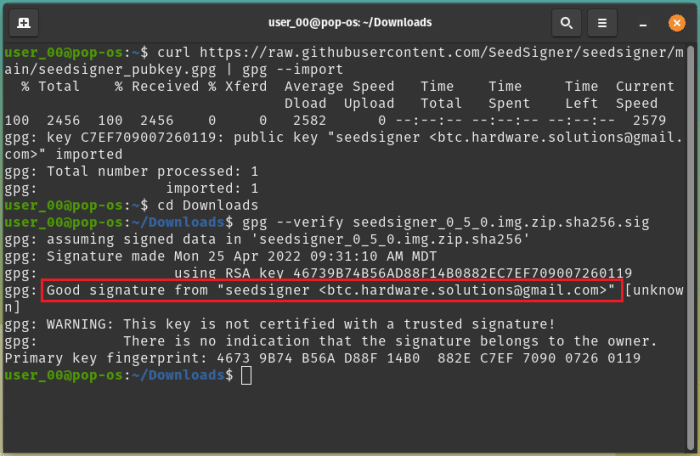 user_00@pop-os: ~/Downloads
user_00@pop-os:~$ curl https://raw.githubusercontent.com/SeedSigner/seedsigner/m
ain/seedsigner_pubkey.gpg | gpg --import
  % Total    % Received % Xferd  Average Speed   Time    Time     Time  Current
                                 Dload  Upload   Total   Spent    Left  Speed
100  2456  100  2456    0     0   2582      0 --:--:-- --:--:-- --:--:--  2579
gpg: key C7EF709007260119: public key "seedsigner <btc.hardware.solutions@gmail.
com>" imported
gpg: Total number processed: 1
gpg:               imported: 1
user_00@pop-os:~$ cd Downloads
user_00@pop-os:~/Downloads$ gpg --verify seedsigner_0_5_0.img.zip.sha256.sig
gpg: assuming signed data in 'seedsigner_0_5_0.img.zip.sha256'
gpg: Signature made Mon 25 Apr 2022 09:31:10 AM MDT
gpg:                using RSA key 46739B74B56AD88F14B0882EC7EF709007260119
gpg: Good signature from "seedsigner <btc.hardware.solutions@gmail.com>" [unknow
n]
gpg: WARNING: This key is not certified with a trusted signature!
gpg:          There is no indication that the signature belongs to the owner.
Primary key fingerprint: 4673 9B74 B56A D88F 14B0  882E C7EF 7090 0726 0119
user_00@pop-os:~/Downloads$